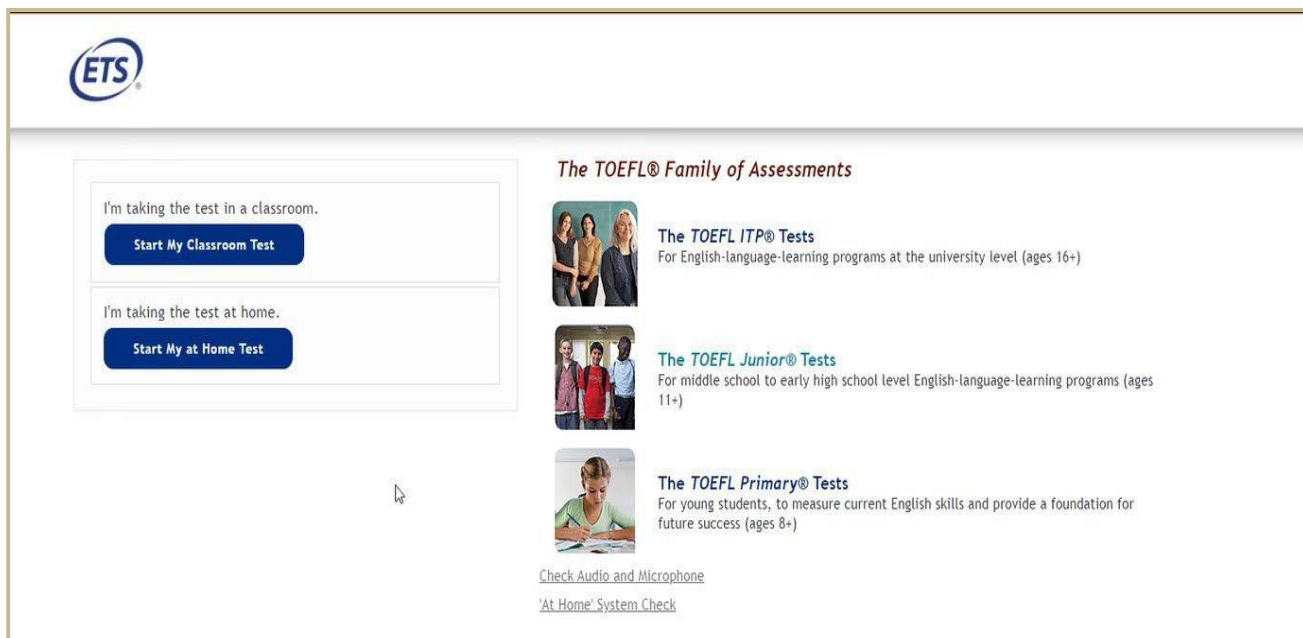 ETS®
I'm taking the test in a classroom.
Start My Classroom Test
I'm taking the test at home.
Start My at Home Test
The TOEFL® Family of Assessments
The TOEFL ITP® Tests
For English-language-learning programs at the university level (ages 16+)
The TOEFL Junior® Tests
For middle school to early high school level English-language-learning programs (ages
11+)
The TOEFL Primary® Tests
For young students, to measure current English skills and provide a foundation for
future success (ages 8+)
Check Audio and Microphone
'At Home' System Check